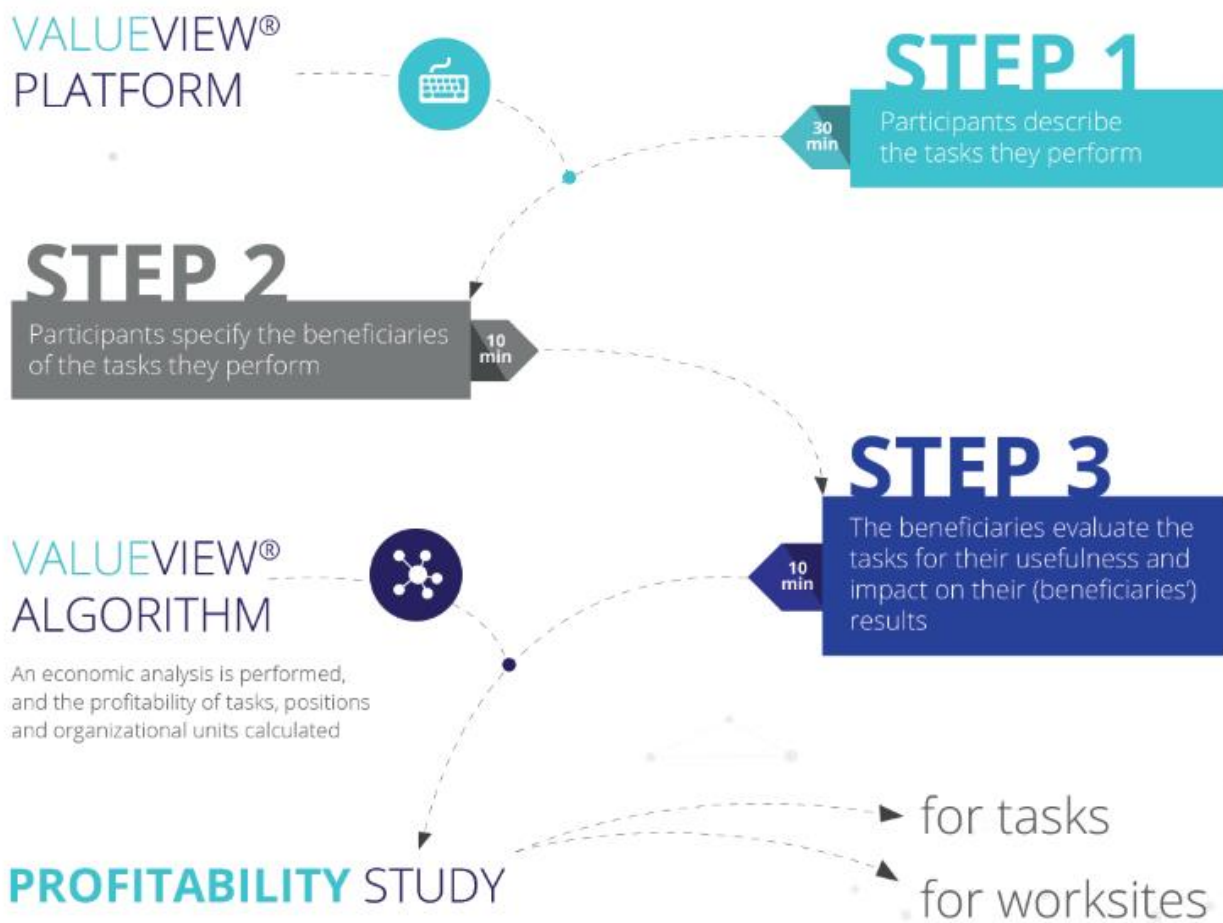 VALUEVIEW®
PLATFORM
STEP 1
30
min
Participants describe
the tasks they perform
STEP 2
Participants specify the beneficiaries
of the tasks they perform
10
min
STEP 3
The beneficiaries evaluate the
tasks for their usefulness and
impact on their (beneficiaries')
results
10
min
VALUEVIEW®
ALGORITHM
An economic analysis is performed,
and the profitability of tasks, positions
and organizational units calculated
PROFITABILITY STUDY
for tasks
for worksites